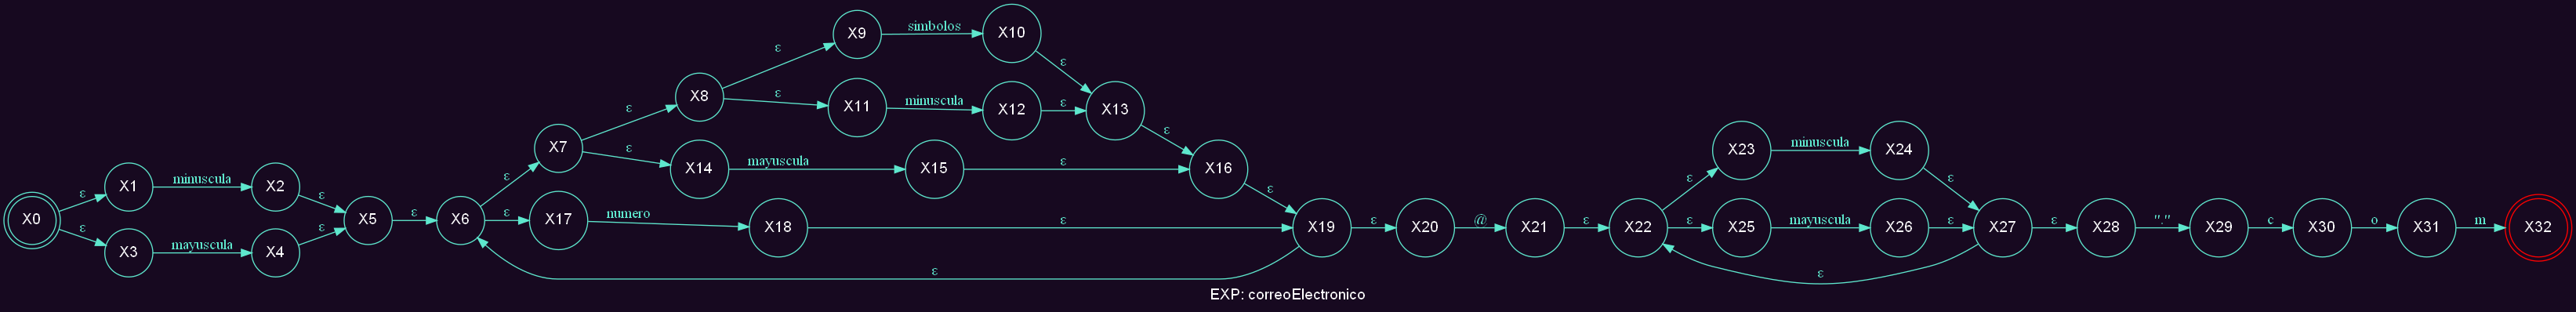 X9 simbolos X10
ε
ε
X8
ε
X11 minuscula X12 ε X13
ε
X7
ε
X14 mayuscula X15 ε X16
ε
X23 minuscula X24
ε
ε
X0
ε
X1 minuscula X2
ε
ε
X3 mayuscula X4
ε
X5 ε X6
ε
ε
X17 numero X18 ε
ε
X19 ε X20 @ X21 ε X22
ε
X25 mayuscula X26 ε X27 ε X28 "." X29 c X30 o X31 m X32
ε
ε
EXP: correoElectronico